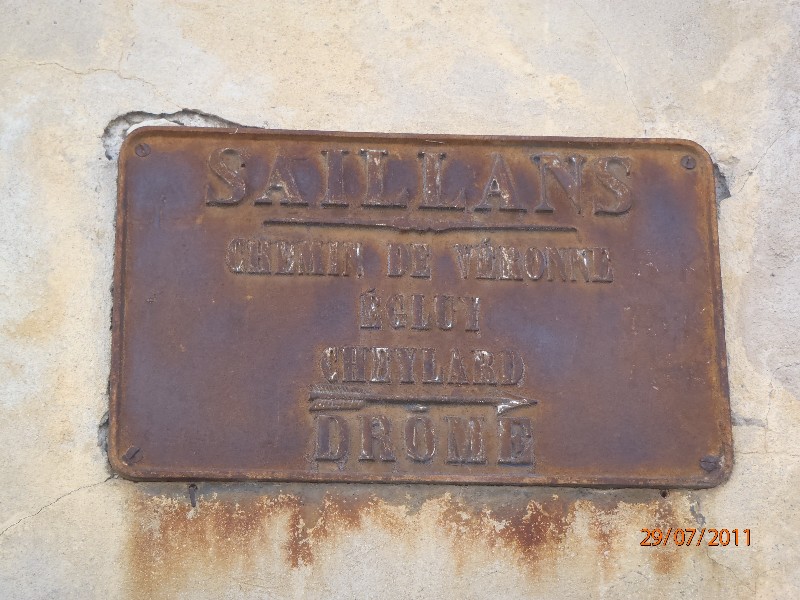 SAILLANS
CHEMIN DE VÉRONNE
ÉGLUY
CHEYLARD
DRÔME
29/07/2011